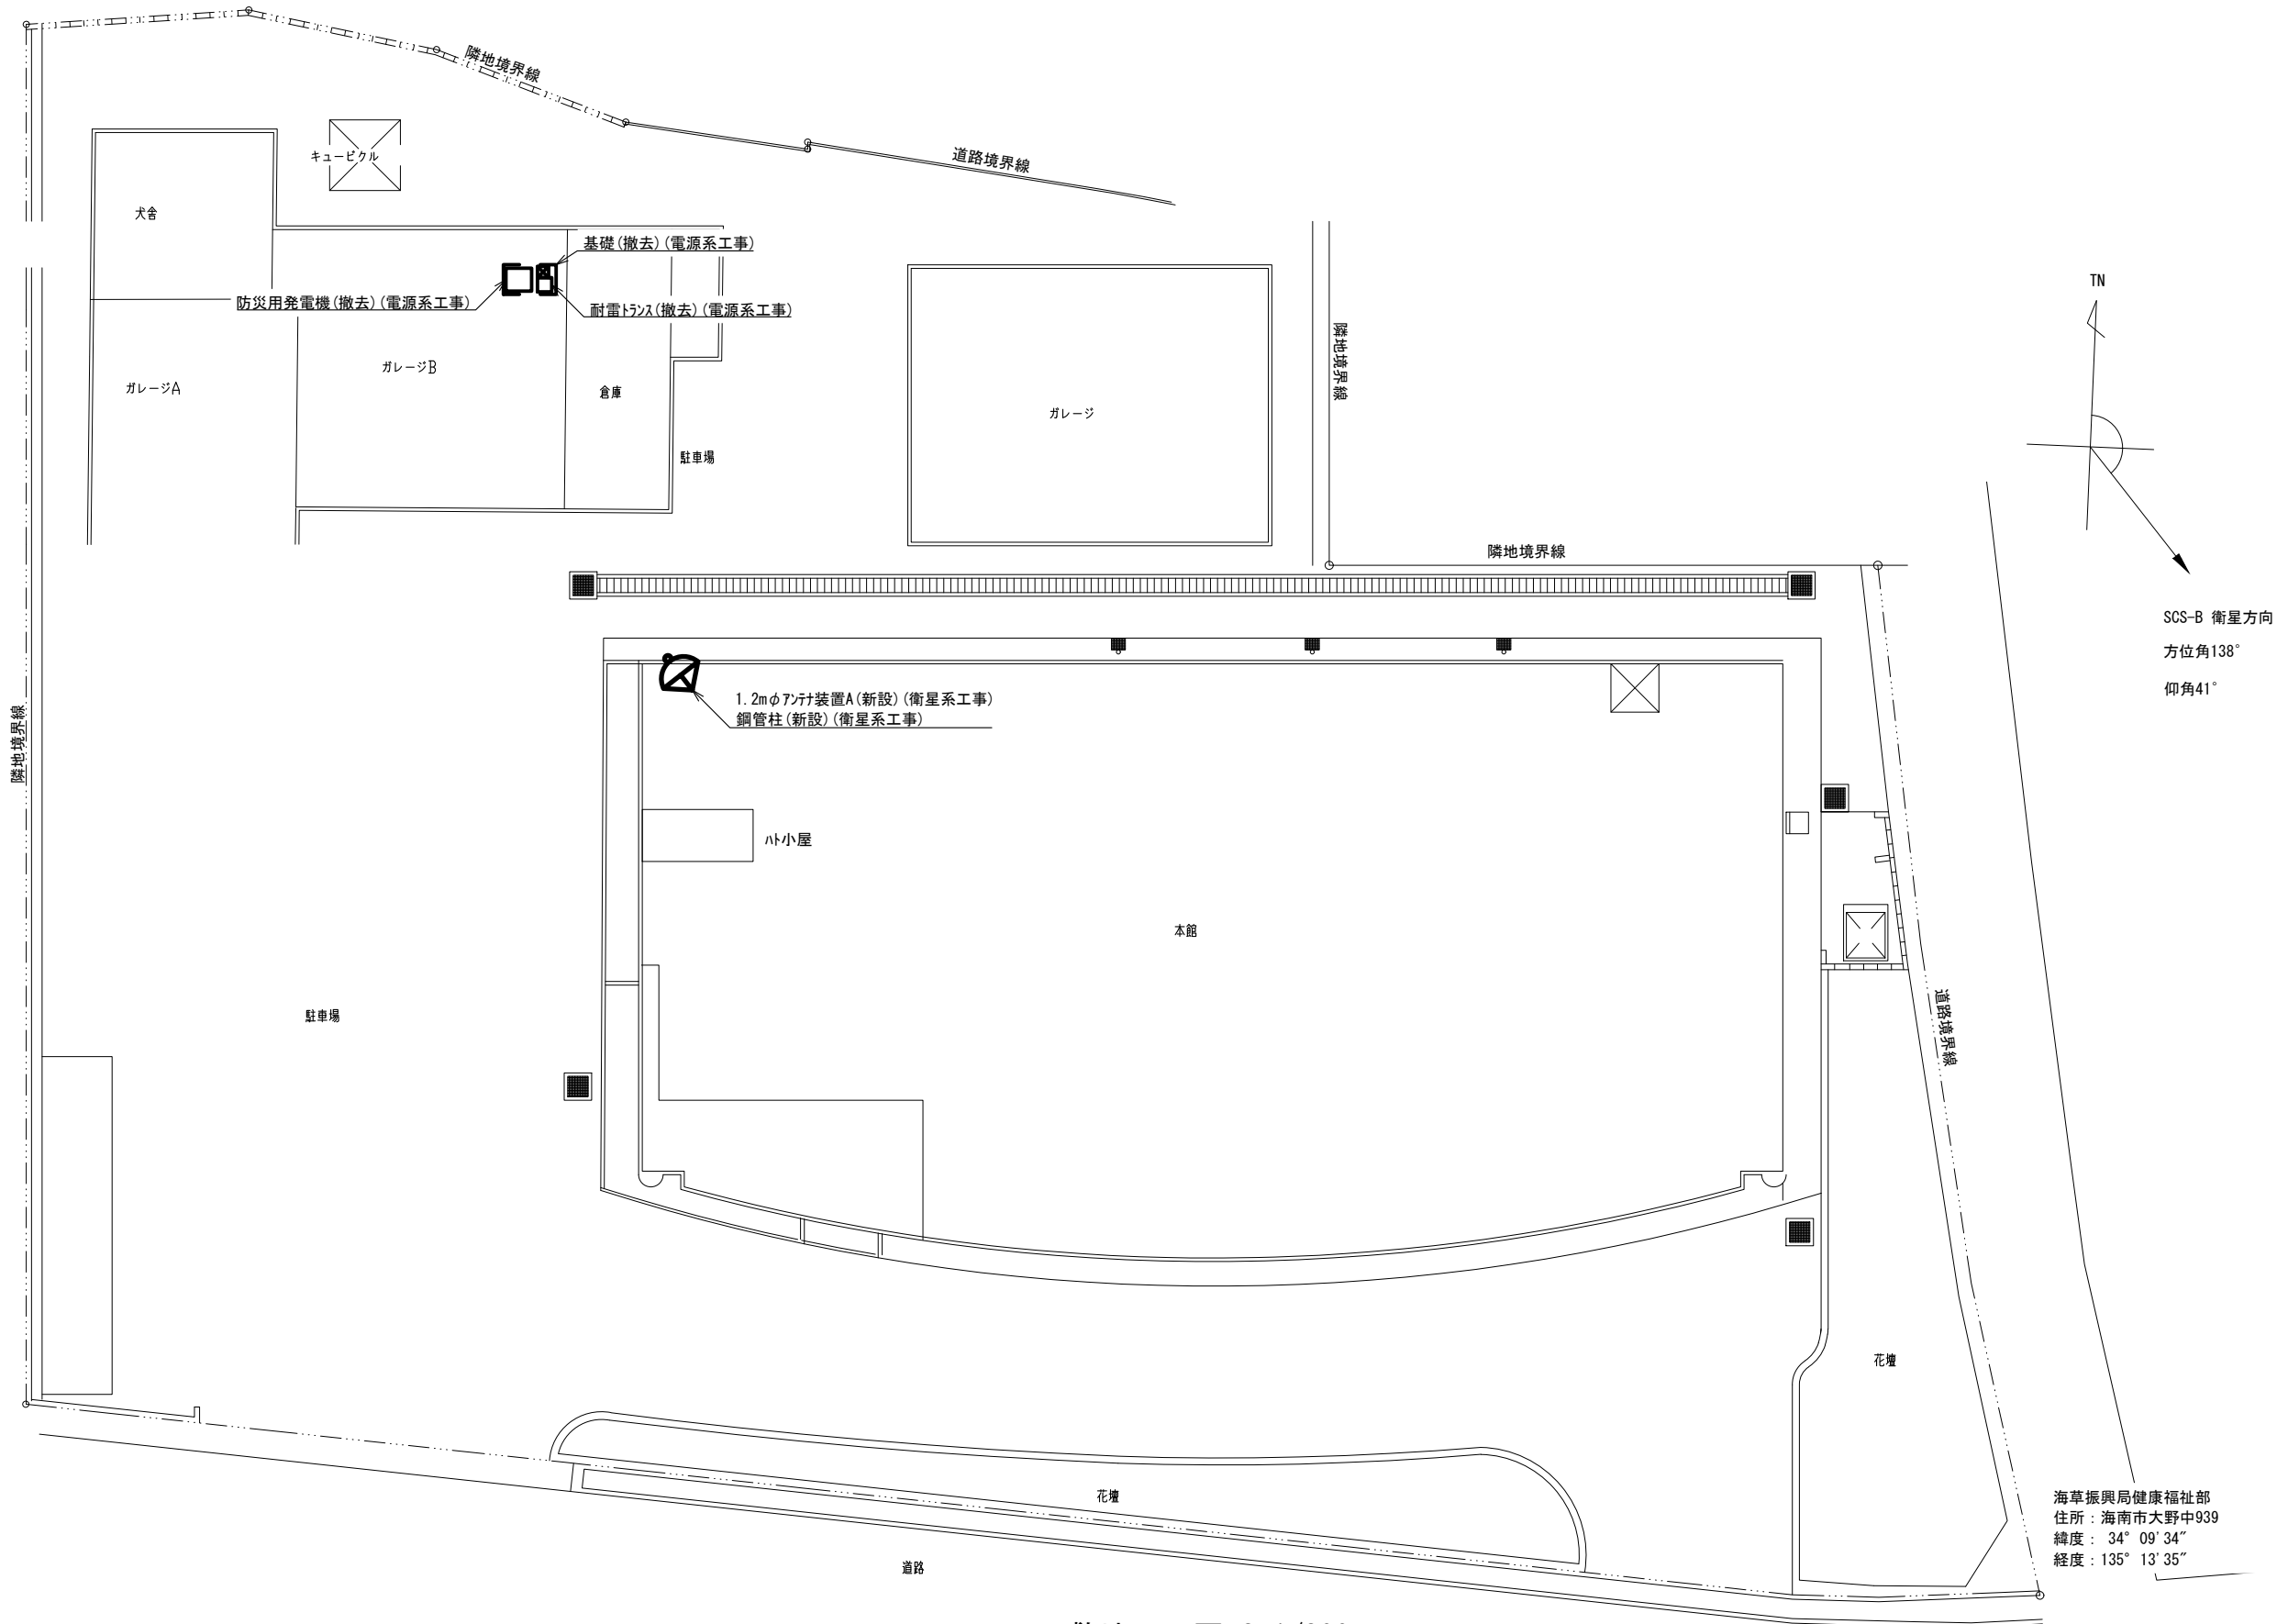 隣地境界線
道路境界線
キュービクル
犬舎
基礎(撤去)(電源系工事)
防災用発電機(撤去)(電源系工事)
耐雷トランス(撤去)(電源系工事)
ガレージA
ガレージB
倉庫
駐車場
ガレージ
隣地境界線
TN
隣地境界線
SCS-B 衛星方向
方位角138°
仰角41°
隣地境界線
1.2mφアンテナ装置A(新設)(衛星系工事)
鋼管柱(新設)(衛星系工事)
ハト小屋
本館
駐車場
道路境界線
花壇
花壇
道路
海草振興局健康福祉部
住所：海南市大野中939
緯度： 34° 09' 34"
経度：135° 13' 35"